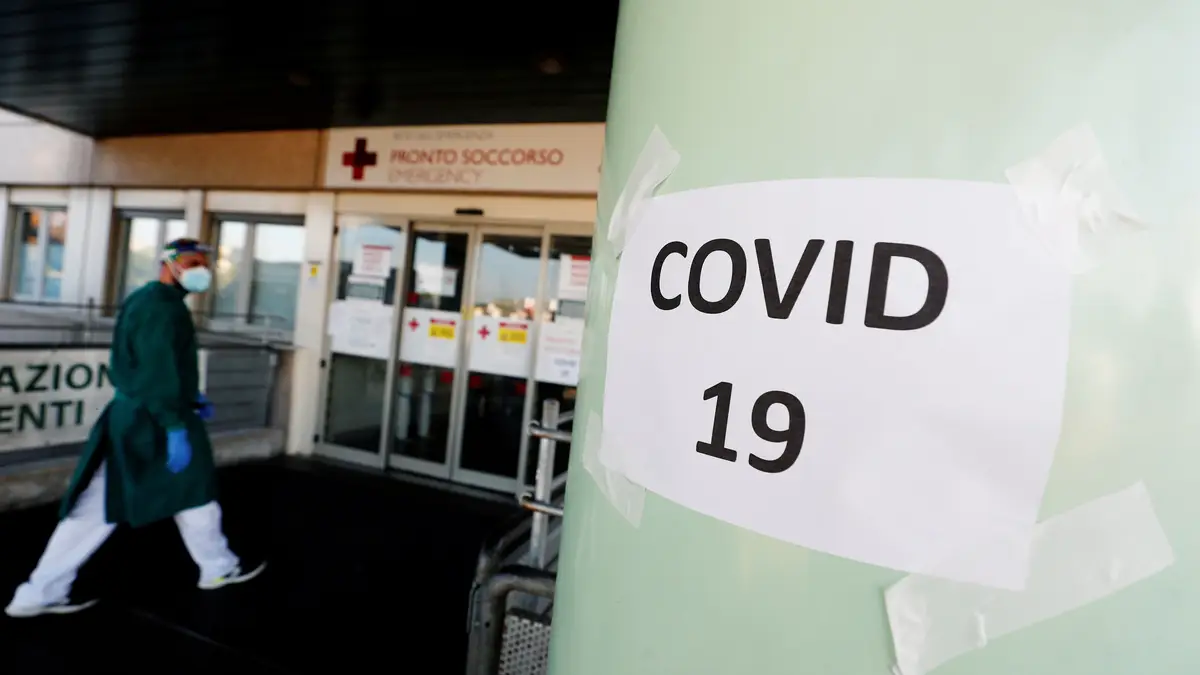 PRONTO SOCCORSO
EMERGENCY
AZION
ENTI
COVID
19